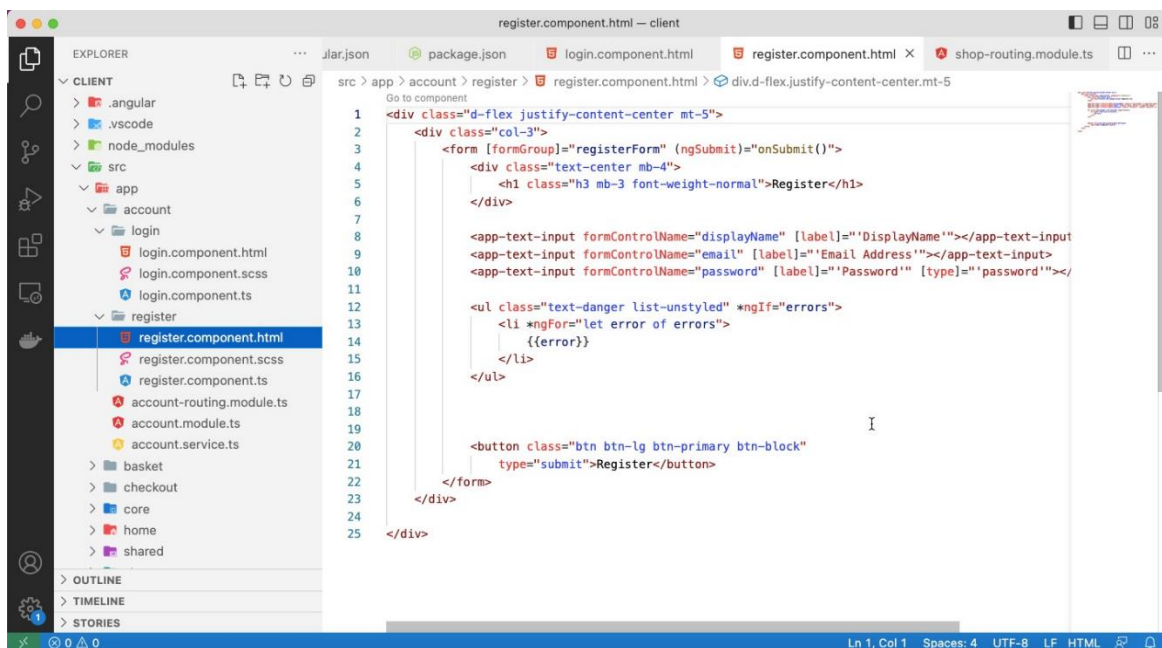 register.component.html — client
EXPLORER
CLIENT
.angular
.vscode
node_modules
src
app
account
login
login.component.html
login.component.scss
login.component.ts
register
register.component.html
register.component.scss
register.component.ts
account-routing.module.ts
account.module.ts
account.service.ts
basket
checkout
core
home
shared
OUTLINE
TIMELINE
STORIES
ular.json package.json login.component.html register.component.html shop-routing.module.ts
src > app > account > register > register.component.html > div.d-flex.justify-content-center.mt-5
Go to component
1 <div class="d-flex justify-content-center mt-5">
2 <div class="col-3">
3 <form [formGroup]="registerForm" (ngSubmit)="onSubmit()">
4 <div class="text-center mb-4">
5 <h1 class="h3 mb-3 font-weight-normal">Register</h1>
6 </div>
7
8 <app-text-input formControlName="displayName" [label]="'DisplayName'"></app-text-input
9 <app-text-input formControlName="email" [label]="'Email Address'"></app-text-input>
10 <app-text-input formControlName="password" [label]="'Password'" [type]="'password'"></
11
12 <ul class="text-danger list-unstyled" *ngIf="errors">
13 <li *ngFor="let error of errors">
14 {{error}}
15 </li>
16 </ul>
17
18
19
20 <button class="btn btn-lg btn-primary btn-block"
21 type="submit">Register</button>
22 </form>
23 </div>
24
25 </div>
1
0 0 Ln 1, Col 1 Spaces: 4 UTF-8 LF HTML